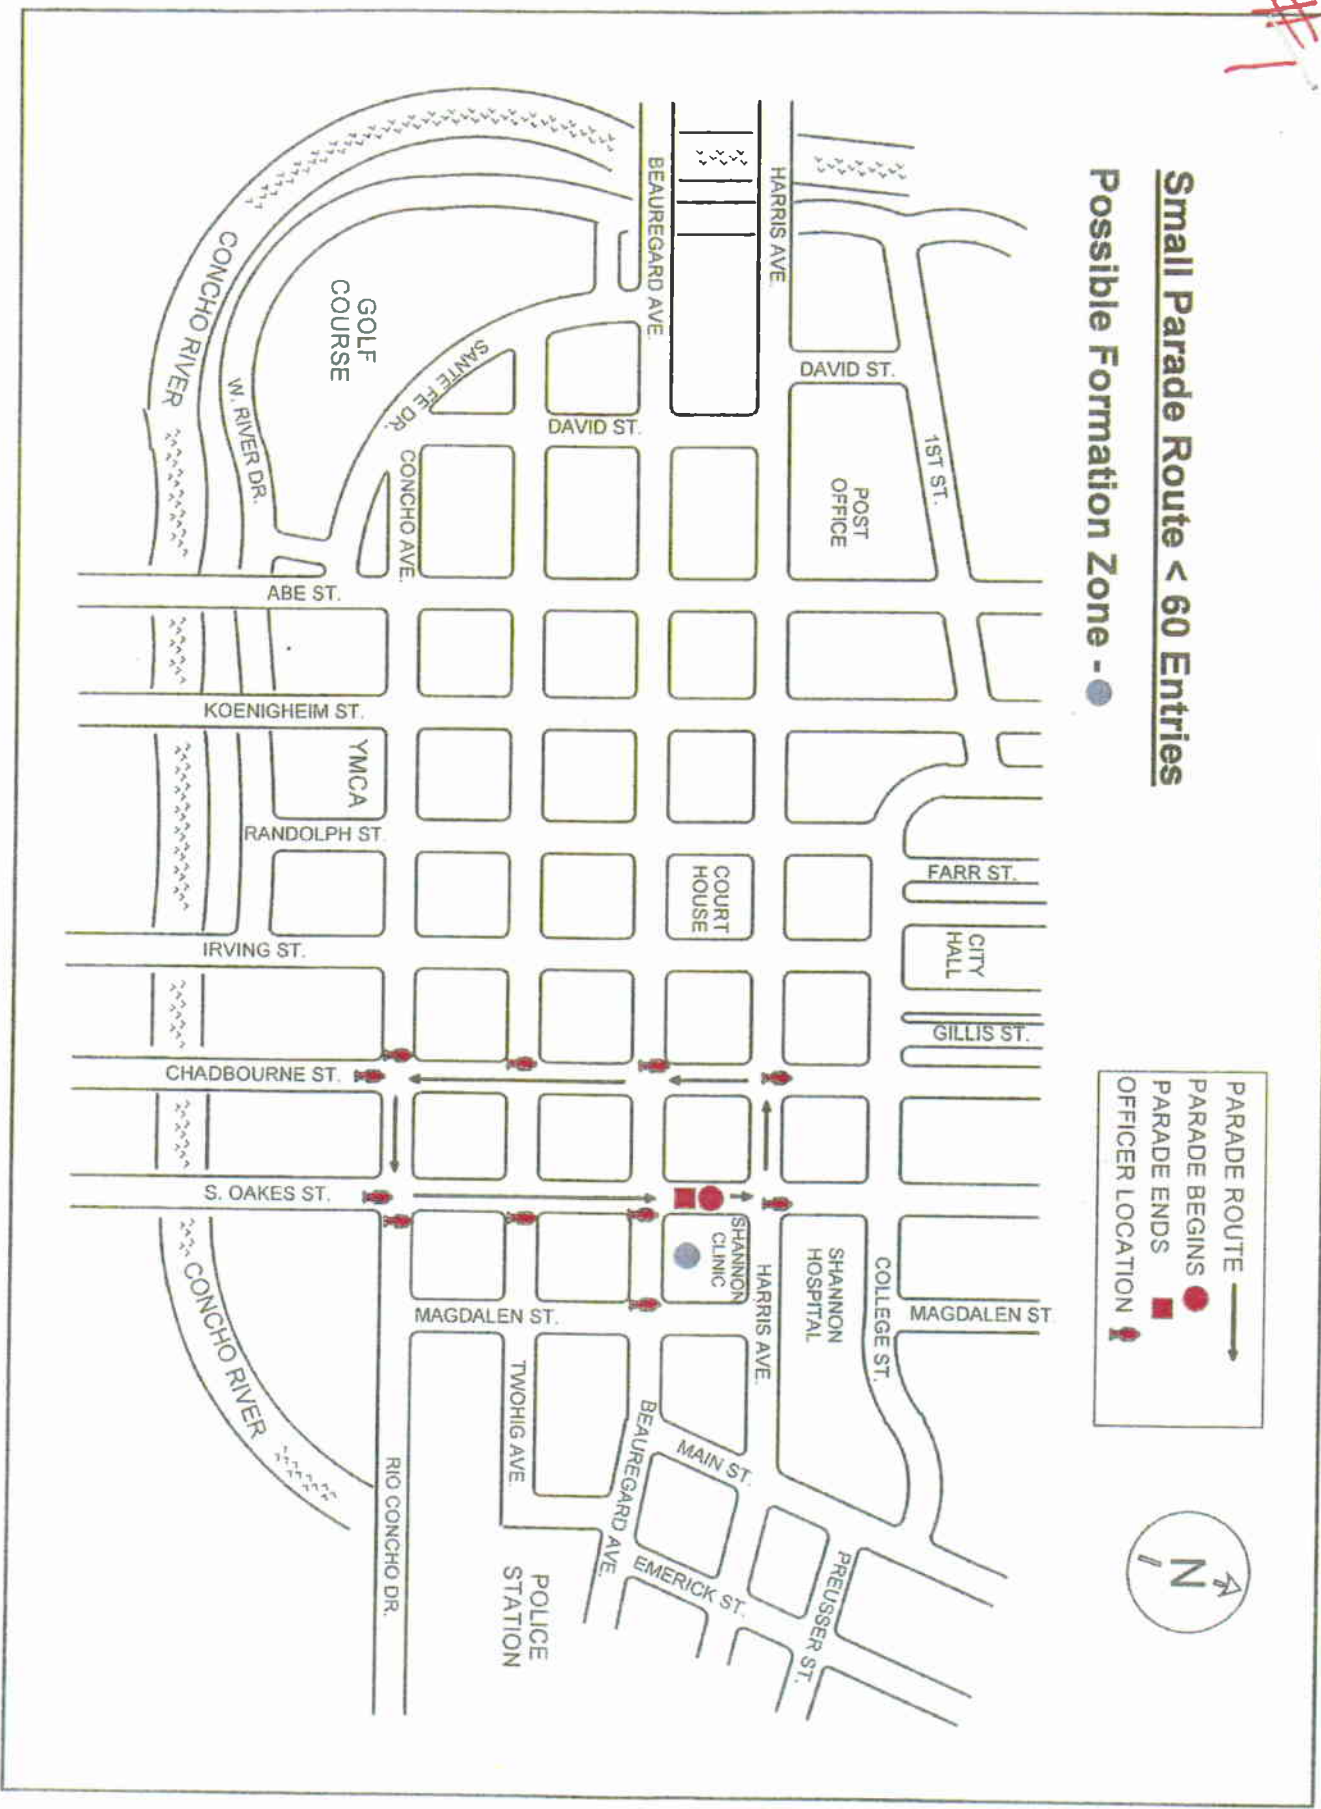 #1
Small Parade Route < 60 Entries
Possible Formation Zone -
PARADE ROUTE
PARADE BEGINS
PARADE ENDS
OFFICER LOCATION
N
HARRIS AVE.
BEAUREGARD AVE.
DAVID ST.
1ST ST.
POST
OFFICE
DAVID ST.
SANTE FE DR.
GOLF
COURSE
CONCHO RIVER
W. RIVER DR.
CONCHO AVE.
ABE ST.
KOENIGHEIM ST.
YMCA
RANDOLPH ST.
COURT
HOUSE
FARR ST.
CITY
HALL
IRVING ST.
GILLIS ST.
CHADBOURNE ST.
S. OAKES ST.
SHANNON
CLINIC
SHANNON
HOSPITAL
HARRIS AVE.
COLLEGE ST.
MAGDALEN ST.
MAGDALEN ST.
CONCHO RIVER
TWOHIG AVE.
BEAUREGARD AVE.
MAIN ST.
RIO CONCHO DR.
EMERICK ST.
PREUSSER ST.
POLICE
STATION